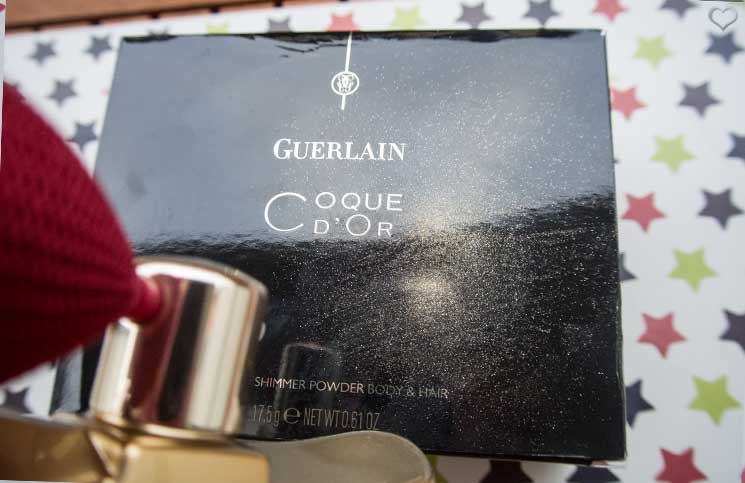 GUERLAIN
COQUE
D'OR
SHIMMER POWDER BODY & HAIR
17,5g e NET WT 0.61 OZ